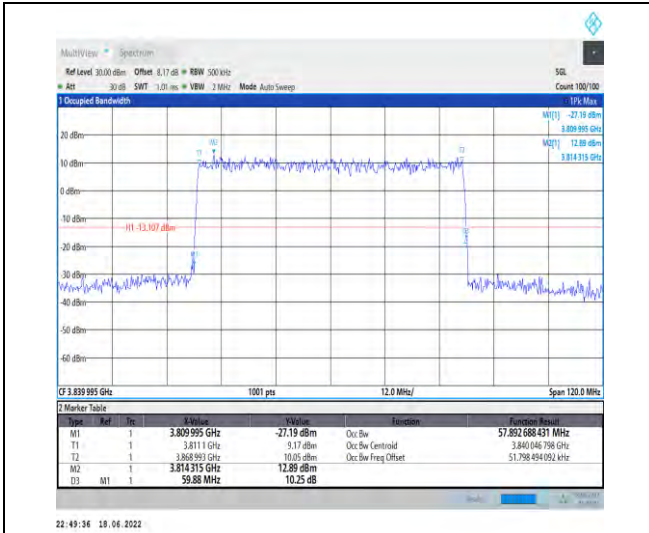 MultiView Spectrum
Ref Level 30.00 dBm Offset 8.17 dB RBW 500 kHz SGL
Att 30 dB SWT 1.01 ms VBW 2 MHz Mode Auto Sweep Count 100/100
1 Occupied Bandwidth 1Pk Max
M1[1] -27.19 dBm
3.809 995 GHz
M2[1] 12.89 dBm
3.814 315 GHz
20 dBm
M2
T1
T2
10 dBm
0 dBm
-10 dBm
H1 -13.107 dBm
-20 dBm
-30 dBm
-40 dBm
-50 dBm
-60 dBm
CF 3.839 995 GHz 1001 pts 12.0 MHz/ Span 120.0 MHz
2 Marker Table
Type Ref Trc X-Value Y-Value Function Function Result
M1 1 3.809 995 GHz -27.19 dBm Occ Bw 57.892 688 431 MHz
T1 1 3.8111 GHz 9.17 dBm Occ Bw Centroid 3.840 046 798 GHz
T2 1 3.868 993 GHz 10.05 dBm Occ Bw Freq Offset 51.798 494 092 kHz
M2 1 3.814 315 GHz 12.89 dBm
D3 M1 1 59.88 MHz 10.25 dB
22:49:36 18.06.2022